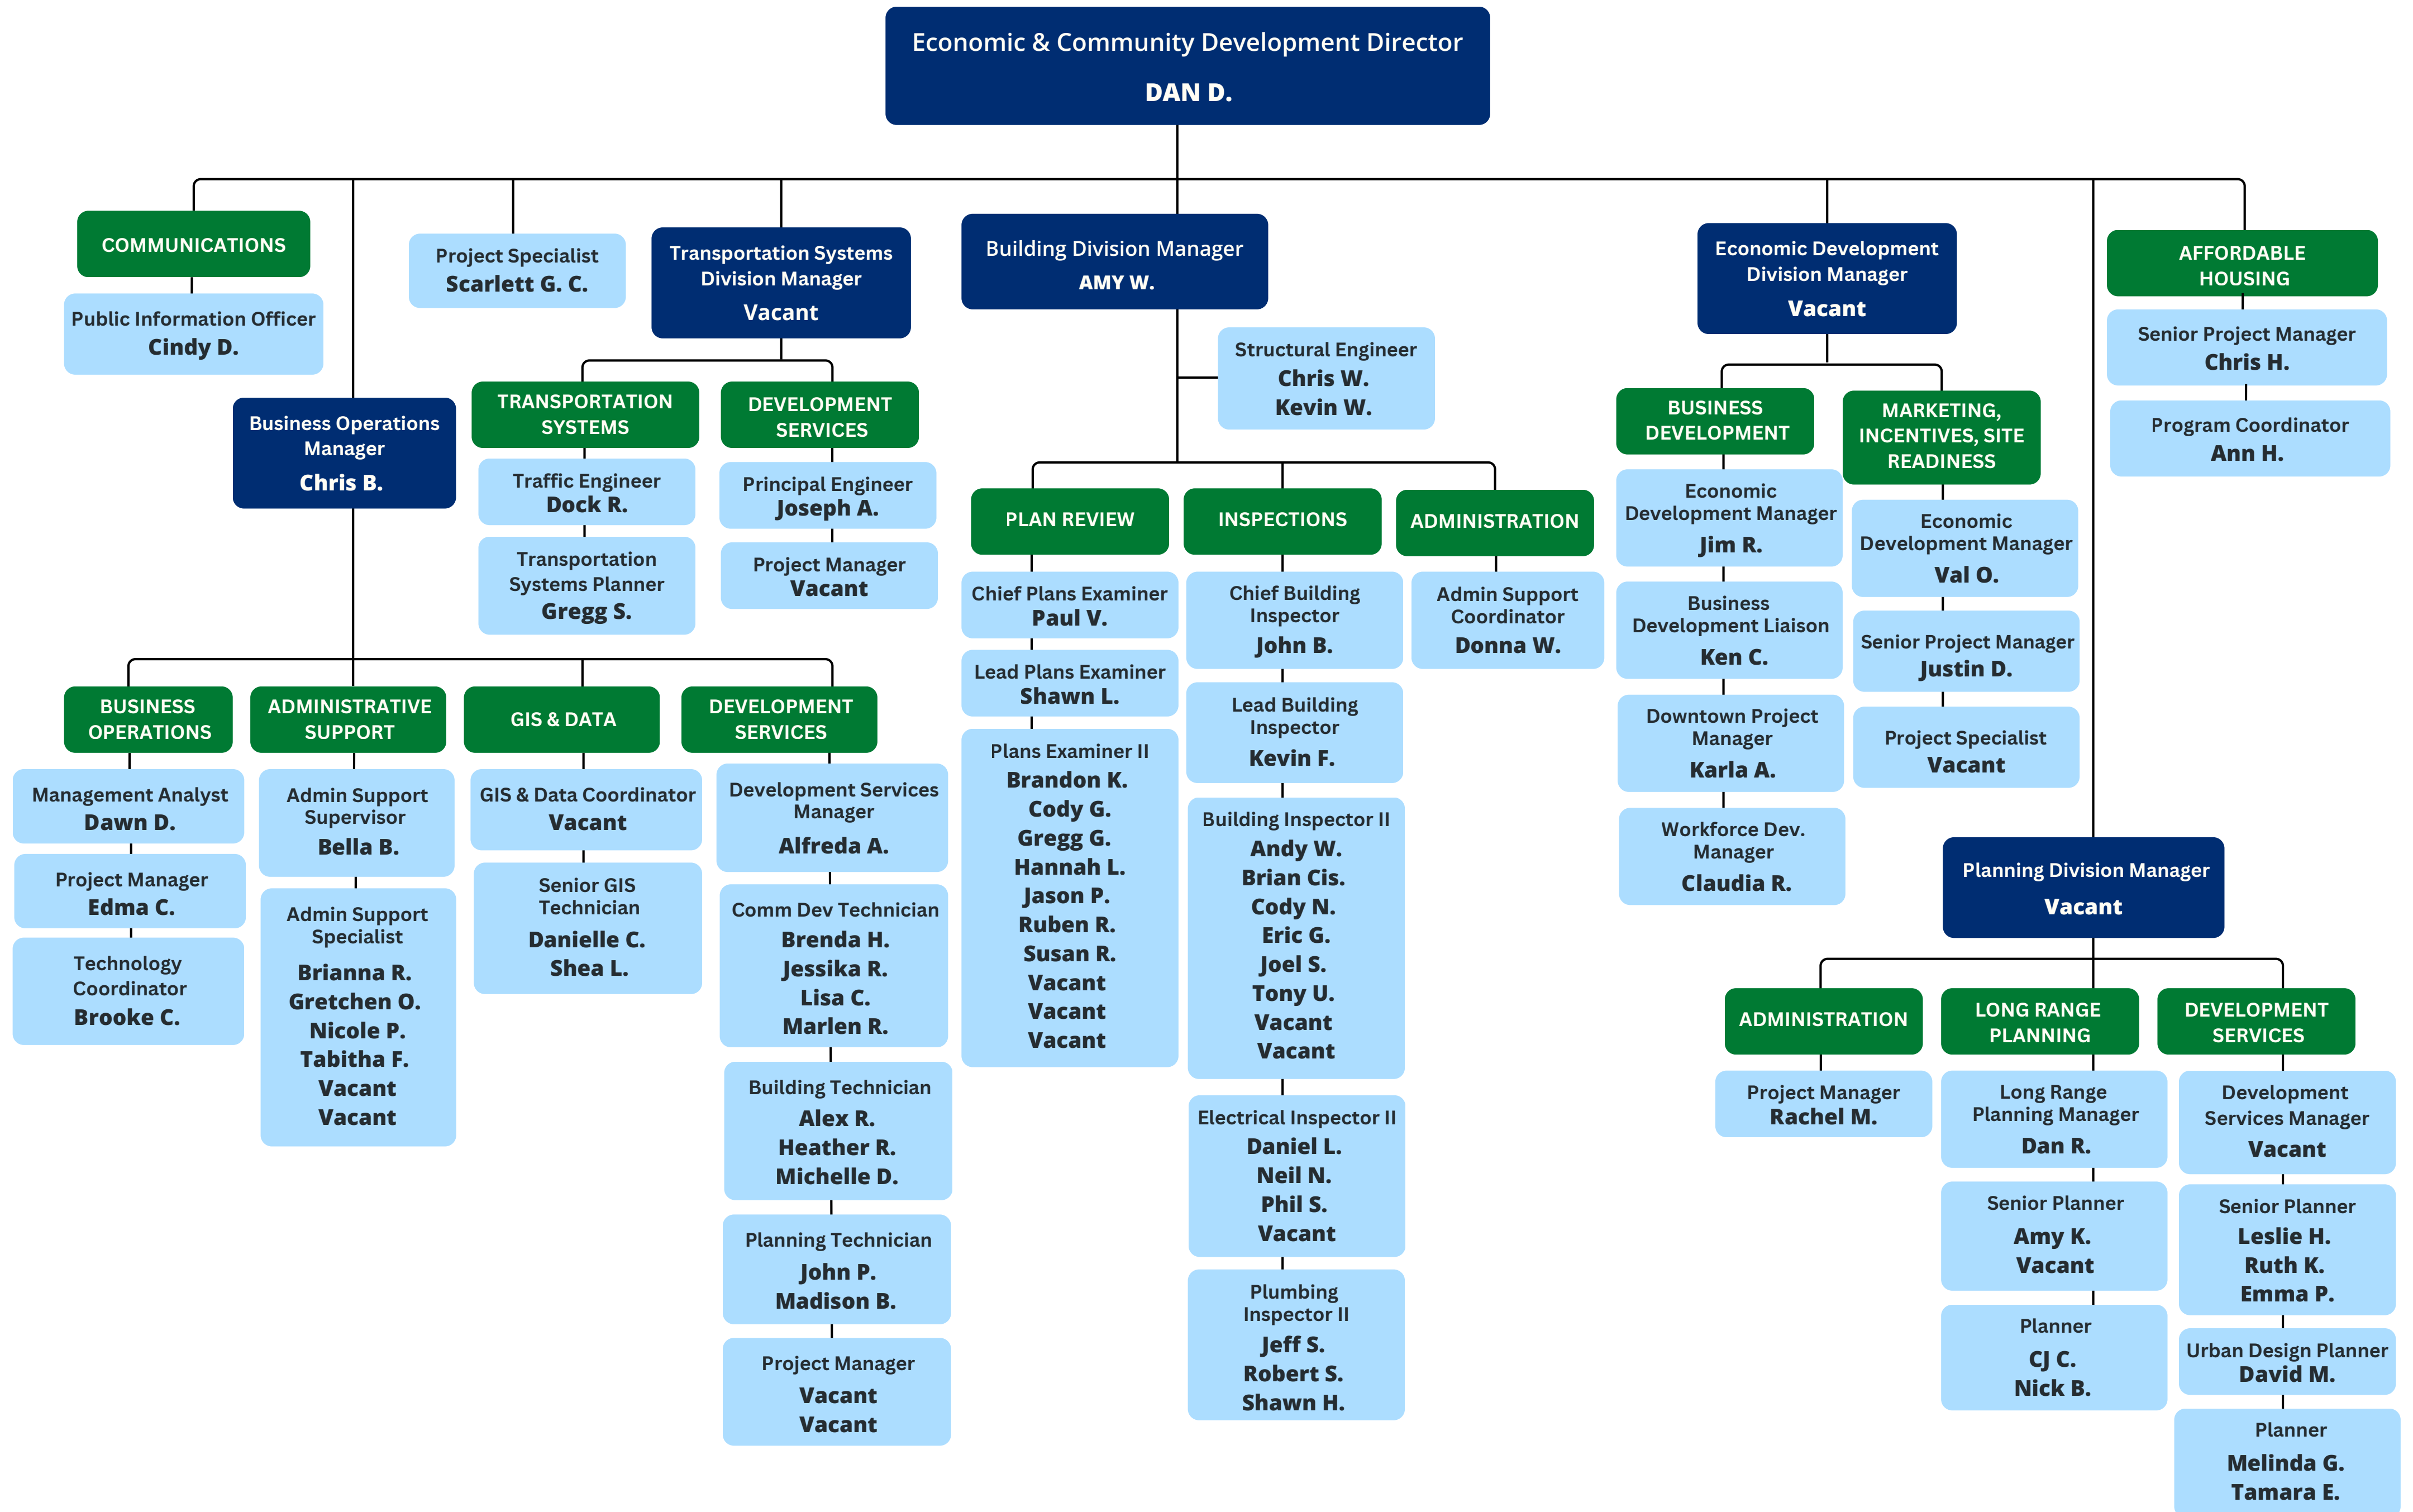 Economic & Community Development Director
DAN D.
COMMUNICATIONS
Public Information Officer
Cindy D.
Business Operations
Manager
Chris B.
BUSINESS
OPERATIONS
Management Analyst
Dawn D.
Project Manager
Edma C.
Technology
Coordinator
Brooke C.
ADMINISTRATIVE
SUPPORT
Admin Support
Supervisor
Bella B.
Admin Support
Specialist
Brianna R.
Gretchen O.
Nicole P.
Tabitha F.
Vacant
Vacant
GIS & DATA
GIS & Data Coordinator
Vacant
Senior GIS
Technician
Danielle C.
Shea L.
DEVELOPMENT
SERVICES
Development Services
Manager
Alfreda A.
Comm Dev Technician
Brenda H.
Jessika R.
Lisa C.
Marlen R.
Building Technician
Alex R.
Heather R.
Michelle D.
Planning Technician
John P.
Madison B.
Project Manager
Vacant
Vacant
Project Specialist
Scarlett G. C.
Transportation Systems
Division Manager
Vacant
TRANSPORTATION
SYSTEMS
Traffic Engineer
Dock R.
Transportation
Systems Planner
Gregg S.
DEVELOPMENT
SERVICES
Principal Engineer
Joseph A.
Project Manager
Vacant
Building Division Manager
AMY W.
Structural Engineer
Chris W.
Kevin W.
PLAN REVIEW
Chief Plans Examiner
Paul V.
Lead Plans Examiner
Shawn L.
Plans Examiner II
Brandon K.
Cody G.
Gregg G.
Hannah L.
Jason P.
Ruben R.
Susan R.
Vacant
Vacant
Vacant
INSPECTIONS
Chief Building
Inspector
John B.
Lead Building
Inspector
Kevin F.
Building Inspector II
Andy W.
Brian Cis.
Cody N.
Eric G.
Joel S.
Tony U.
Vacant
Vacant
Electrical Inspector II
Daniel L.
Neil N.
Phil S.
Vacant
Plumbing
Inspector II
Jeff S.
Robert S.
Shawn H.
ADMINISTRATION
Admin Support
Coordinator
Donna W.
Economic Development
Division Manager
Vacant
BUSINESS
DEVELOPMENT
Economic
Development Manager
Jim R.
Business
Development Liaison
Ken C.
Downtown Project
Manager
Karla A.
Workforce Dev.
Manager
Claudia R.
MARKETING,
INCENTIVES, SITE
READINESS
Economic
Development Manager
Val O.
Senior Project Manager
Justin D.
Project Specialist
Vacant
Planning Division Manager
Vacant
ADMINISTRATION
Project Manager
Rachel M.
LONG RANGE
PLANNING
Long Range
Planning Manager
Dan R.
Senior Planner
Amy K.
Vacant
Planner
CJ C.
Nick B.
DEVELOPMENT
SERVICES
Development
Services Manager
Vacant
Senior Planner
Leslie H.
Ruth K.
Emma P.
Urban Design Planner
David M.
Planner
Melinda G.
Tamara E.
AFFORDABLE
HOUSING
Senior Project Manager
Chris H.
Program Coordinator
Ann H.